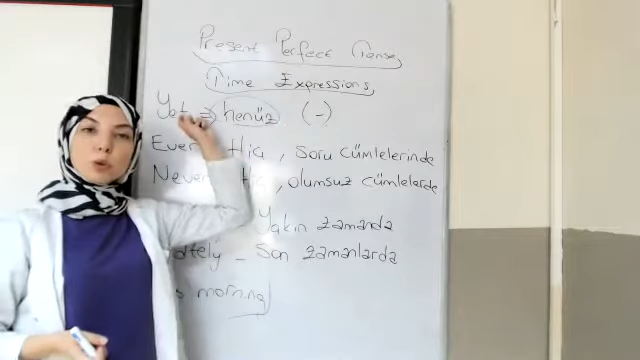 Present Perfect Tense
Time Expressions
Yet ⇒ henüz (-)
Ever Hiç, soru cümlelerinde
Never Hiç, olumsuz cümlelerde
Yakın zamanda
Son zamanlarda
morning